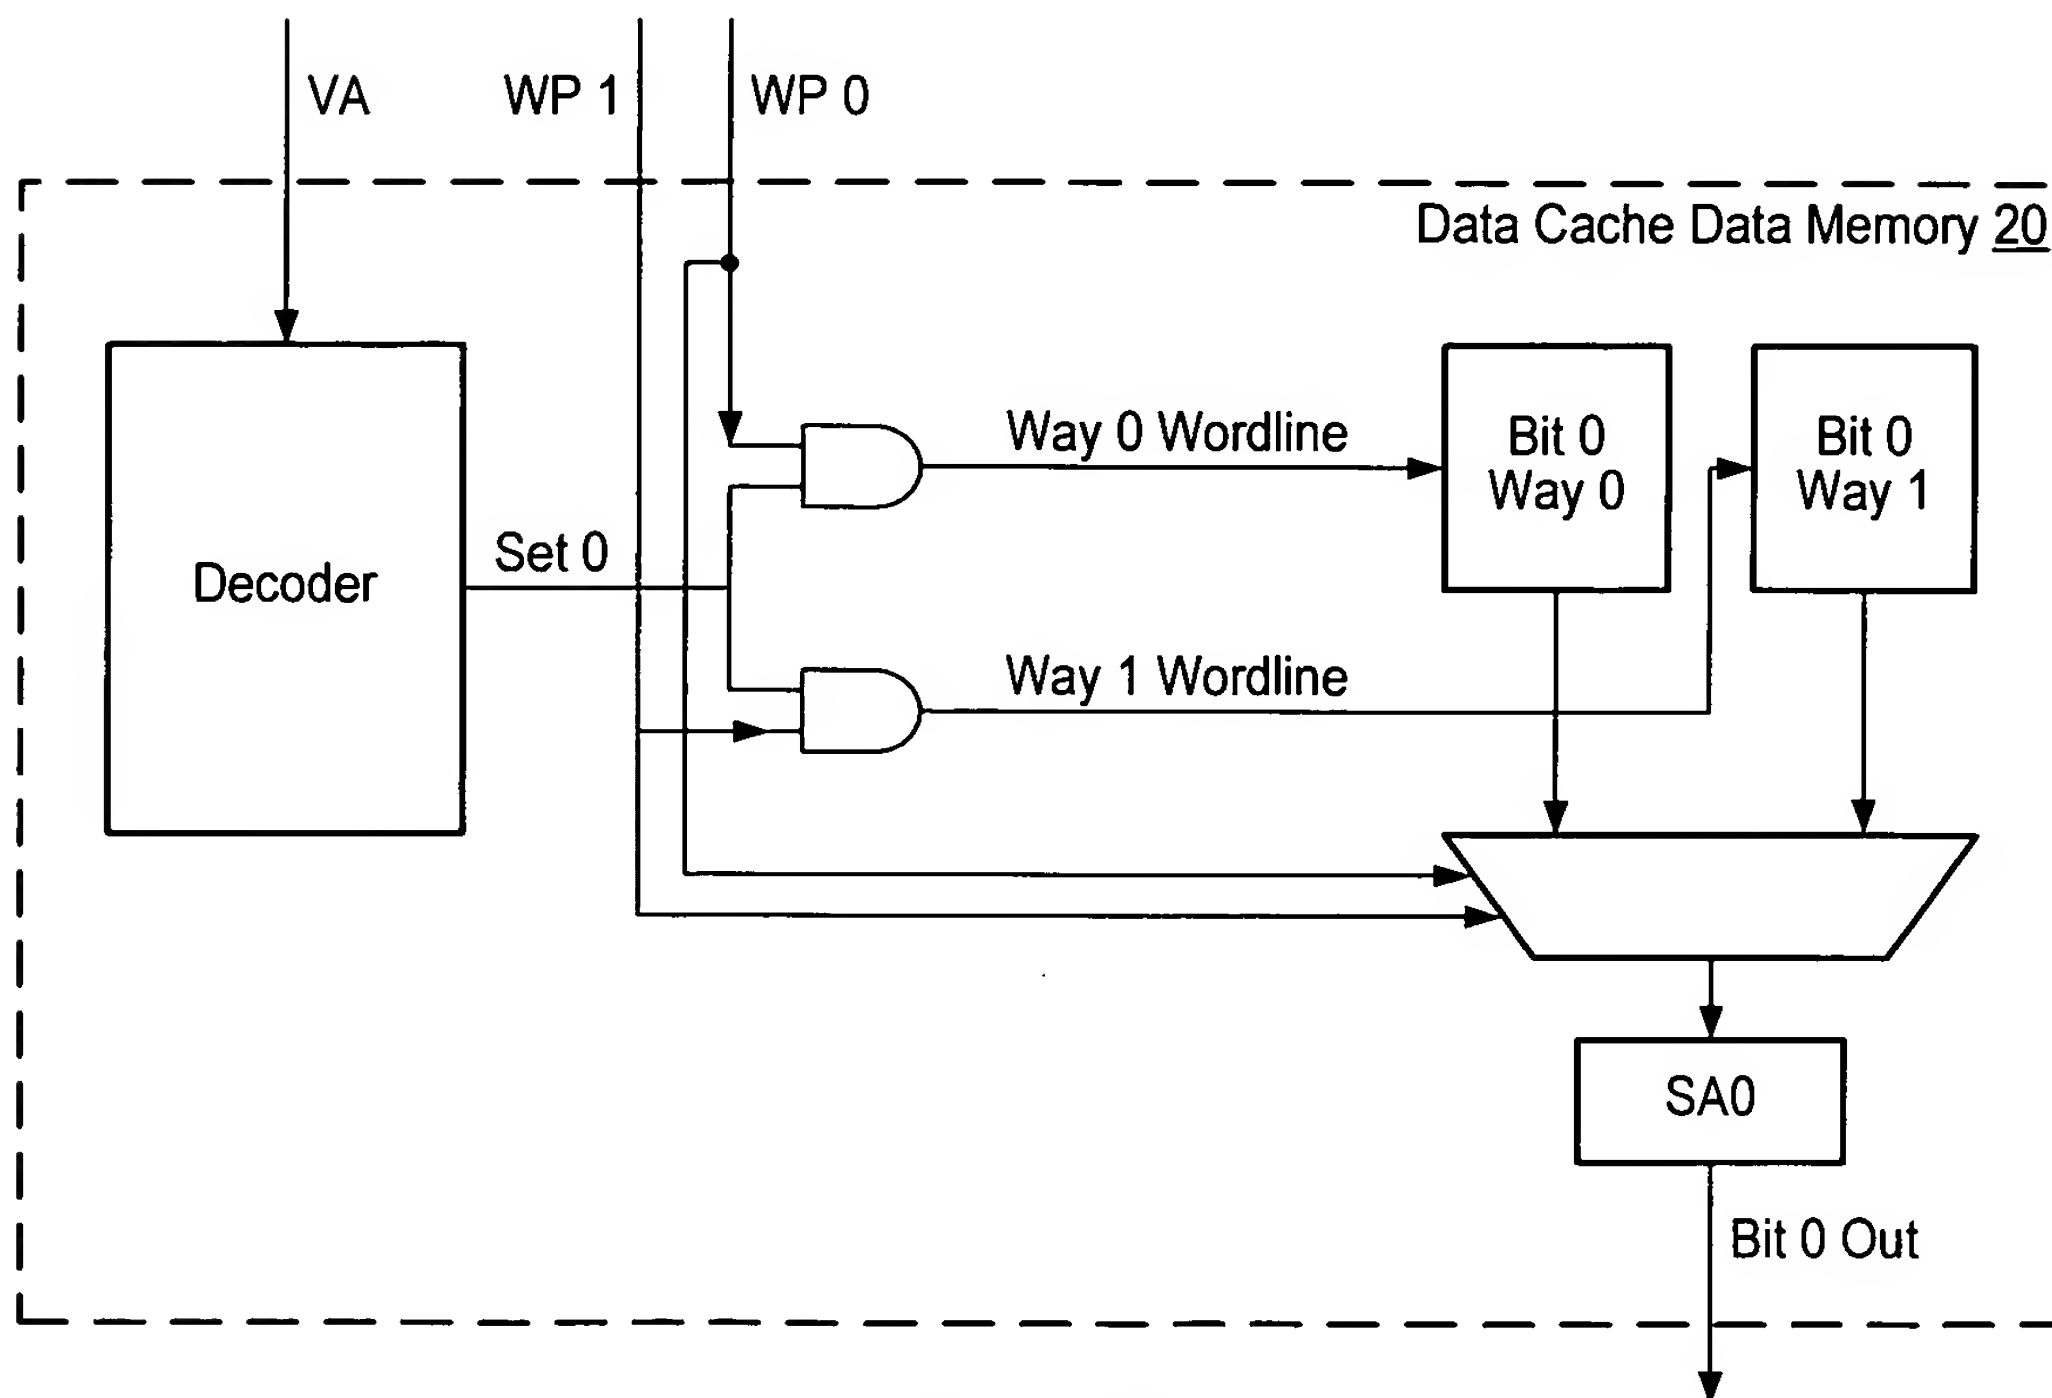 VA
WP 1
WP 0
Data Cache Data Memory 20
Way 0 Wordline
Bit 0
Way 0
Bit 0
Way 1
Set 0
Decoder
Way 1 Wordline
SA0
Bit 0 Out